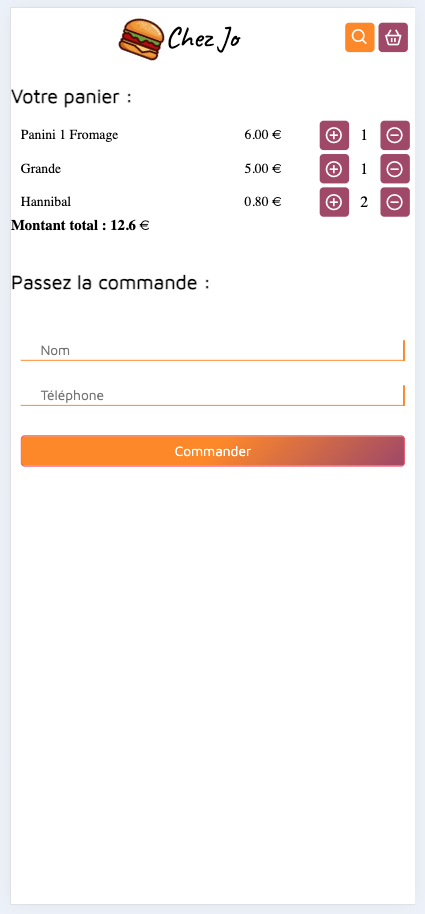 Chez Jo
Votre panier :
Panini 1 Fromage 6.00 € 1
Grande 5.00 € 1
Hannibal 0.80 € 2
Montant total : 12.6 €
Passez la commande :
Nom
Téléphone
Commander